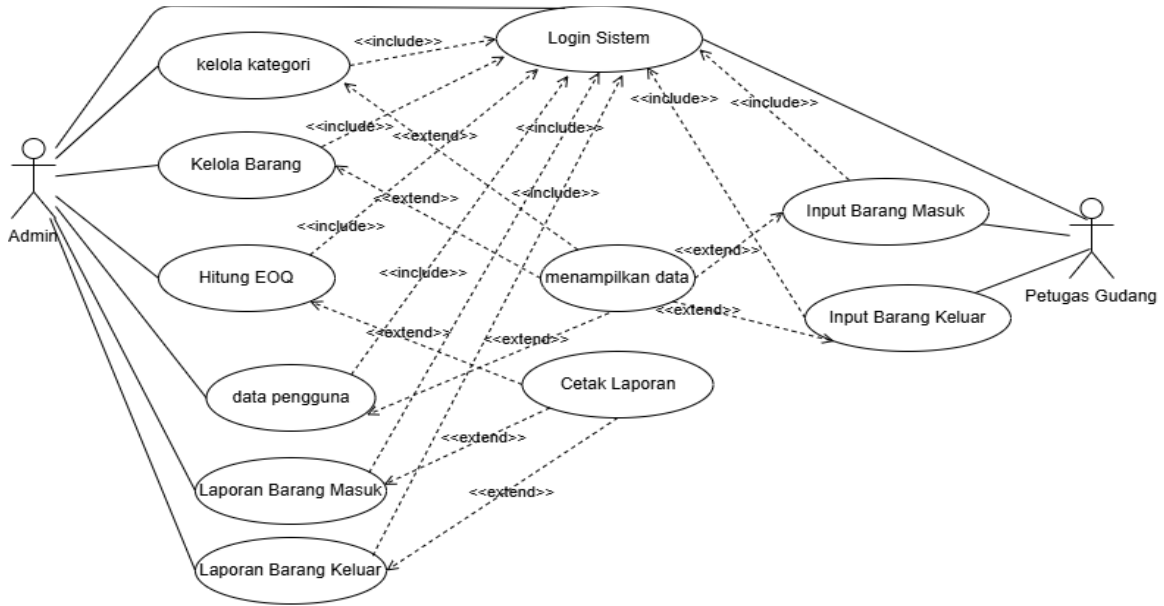 Login Sistem
<<include>>
kelola kategori
<<include>>
<<include>>
<<include>>
<<include>>
<<extend>>
Kelola Barang
<<extend>>
<<include>>
Input Barang Masuk
Admin
<<include>>
<<extend>>
Hitung EOQ
<<include>>
menampilkan data
Petugas Gudang
<<extend>>
Input Barang Keluar
<<extend>>
data pengguna
Cetak Laporan
<<extend>>
Laporan Barang Masuk
<<extend>>
Laporan Barang Keluar